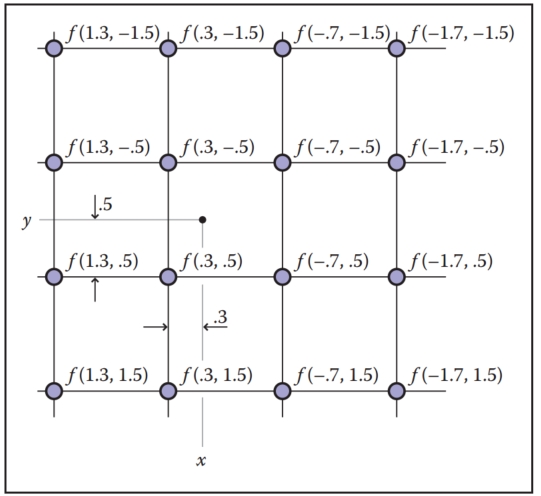 f(1.3, −1.5) f(.3, −1.5) f(−.7, −1.5) f(−1.7, −1.5)
f(1.3, −.5) f(.3, −.5) f(−.7, −.5) f(−1.7, −.5)
.5
y
f(1.3, .5) f(.3, .5) f(−.7, .5) f(−1.7, .5)
.3
f(1.3, 1.5) f(.3, 1.5) f(−.7, 1.5) f(−1.7, 1.5)
x